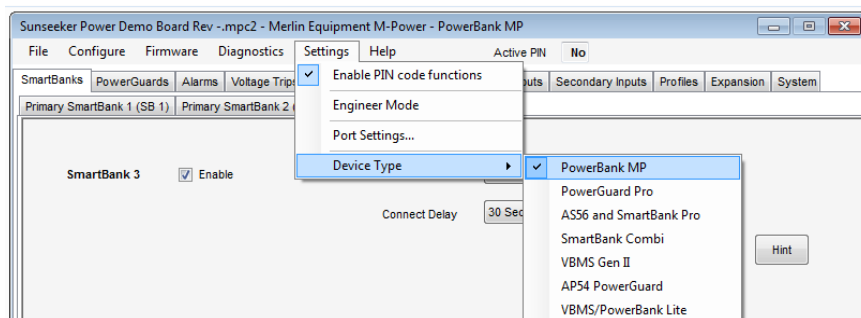 Sunseeker Power Demo Board Rev -.mpc2 - Merlin Equipment M-Power - PowerBank MP
File Configure Firmware Diagnostics Settings Help Active PIN No
SmartBanks PowerGuards Alarms Voltage Secondary Inputs Profiles Expansion System
Enable PIN code functions
Primary SmartBank 1 (SB 1) Primary SmartBank 2
Engineer Mode
Port Settings...
Device Type
SmartBank 3 Enable
PowerBank MP
PowerGuard Pro
Connect Delay 30 AS56 and SmartBank Pro
SmartBank Combi
Hint
VBMS Gen II
AP54 PowerGuard
VBMS/PowerBank Lite